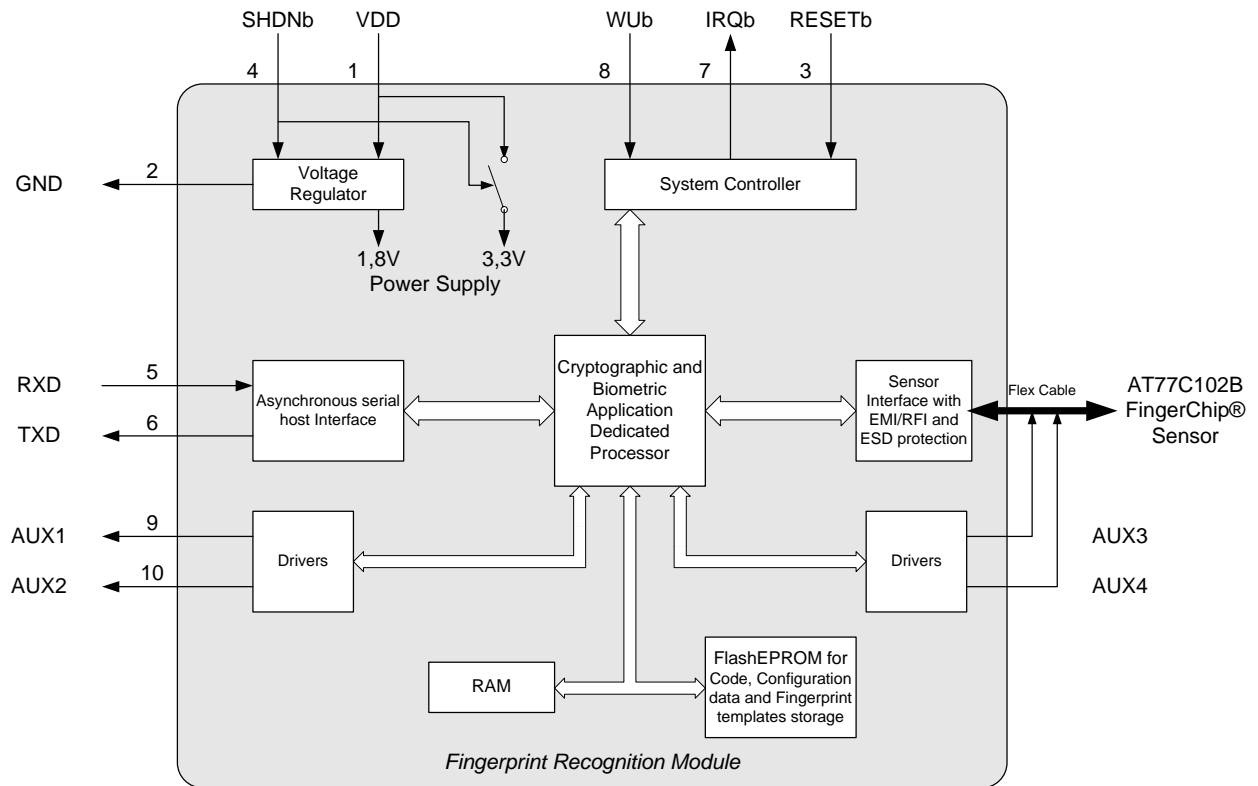 SHDNb VDD WUb IRQb RESETb
4 1 8 7 3
GND 2
Voltage
Regulator
System Controller
1,8V 3,3V
Power Supply
RXD 5
TXD 6
Asynchronous serial
host Interface
Cryptographic and
Biometric
Application
Dedicated
Processor
Sensor
Interface with
EMI/RFI and
ESD protection
Flex Cable
AT77C102B
FingerChip®
Sensor
AUX1 9
AUX2 10
Drivers
Drivers
AUX3
AUX4
RAM
FlashEPROM for
Code, Configuration
data and Fingerprint
templates storage
Fingerprint Recognition Module